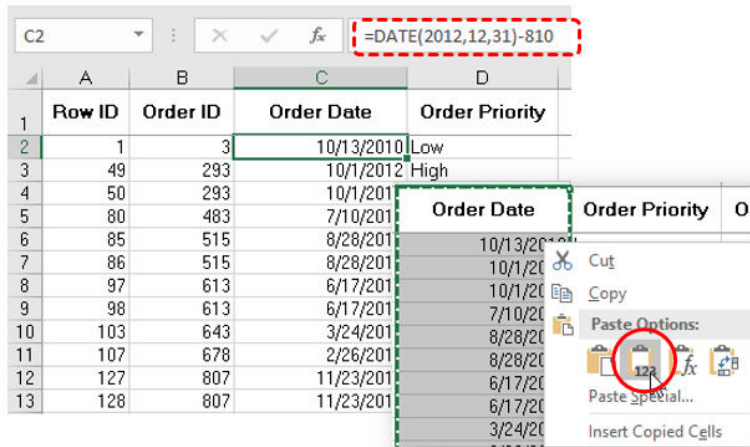 C2 fx =DATE(2012,12,31)-810
A B C D
1 Row ID Order ID Order Date Order Priority
2 1 3 10/13/2010 Low
3 49 293 10/1/2012 High
4 50 293 10/1/201
5 80 483 7/10/201
6 85 515 8/28/201
7 86 515 8/28/201
8 97 613 6/17/201
9 98 613 6/17/201
10 103 643 3/24/201
11 107 678 2/26/201
12 127 807 11/23/201
13 128 807 11/23/201
Order Date Order Priority O
10/13/2010
10/1/20
10/1/20
7/10/20
8/28/20
8/28/20
6/17/20
6/17/20
3/24/20
Cut
Copy
Paste Options:
123 fx
Paste Special...
Insert Copied Cells